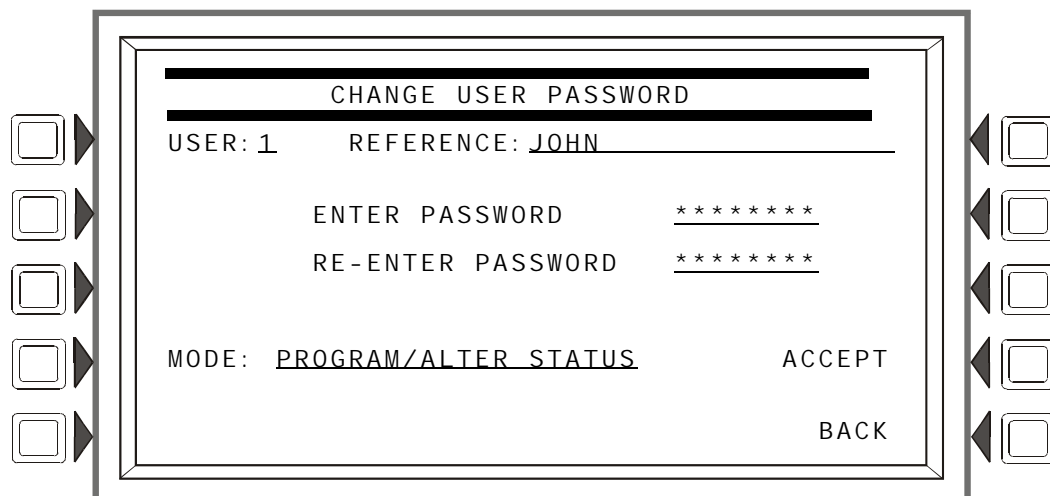 CHANGE USER PASSWORD
USER: 1 REFERENCE: JOHN
ENTER PASSWORD ********
RE-ENTER PASSWORD ********
MODE: PROGRAM/ALTER STATUS ACCEPT
BACK